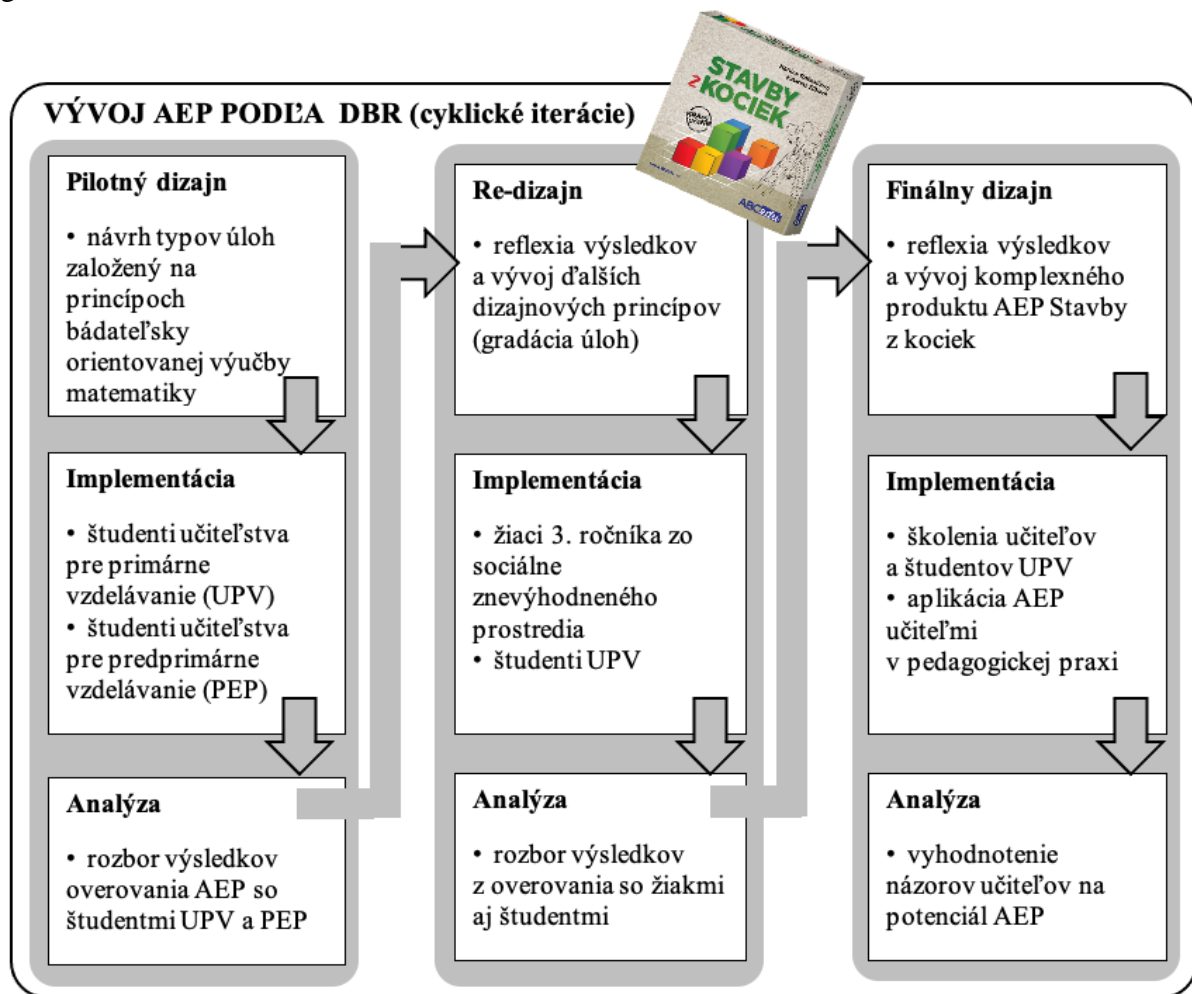 VÝVOJ AEP PODĽA DBR (cyklické iterácie)
STAVBY
Z KOCIEK
Pilotný dizajn
• návrh typov úloh
založený na
princípoch
bádateľsky
orientovanej výučby
matematiky
Implementácia
• študenti učiteľstva
pre primárne
vzdelávanie (UPV)
• študenti učiteľstva
pre predprimárne
vzdelávanie (PEP)
Analýza
• rozbor výsledkov
overovania AEP so
študentmi UPV a PEP
Re-dizajn
• reflexia výsledkov
a vývoj ďalších
dizajnových princípov
(gradácia úloh)
Implementácia
• žiaci 3. ročníka zo
sociálne
znevýhodneného
prostredia
• študenti UPV
Analýza
• rozbor výsledkov
z overovania so žiakmi
aj študentmi
Finálny dizajn
• reflexia výsledkov
a vývoj komplexného
produktu AEP Stavby
z kociek
Implementácia
• školenia učiteľov
a študentov UPV
• aplikácia AEP
učiteľmi
v pedagogickej praxi
Analýza
• vyhodnotenie
názorov učiteľov na
potenciál AEP